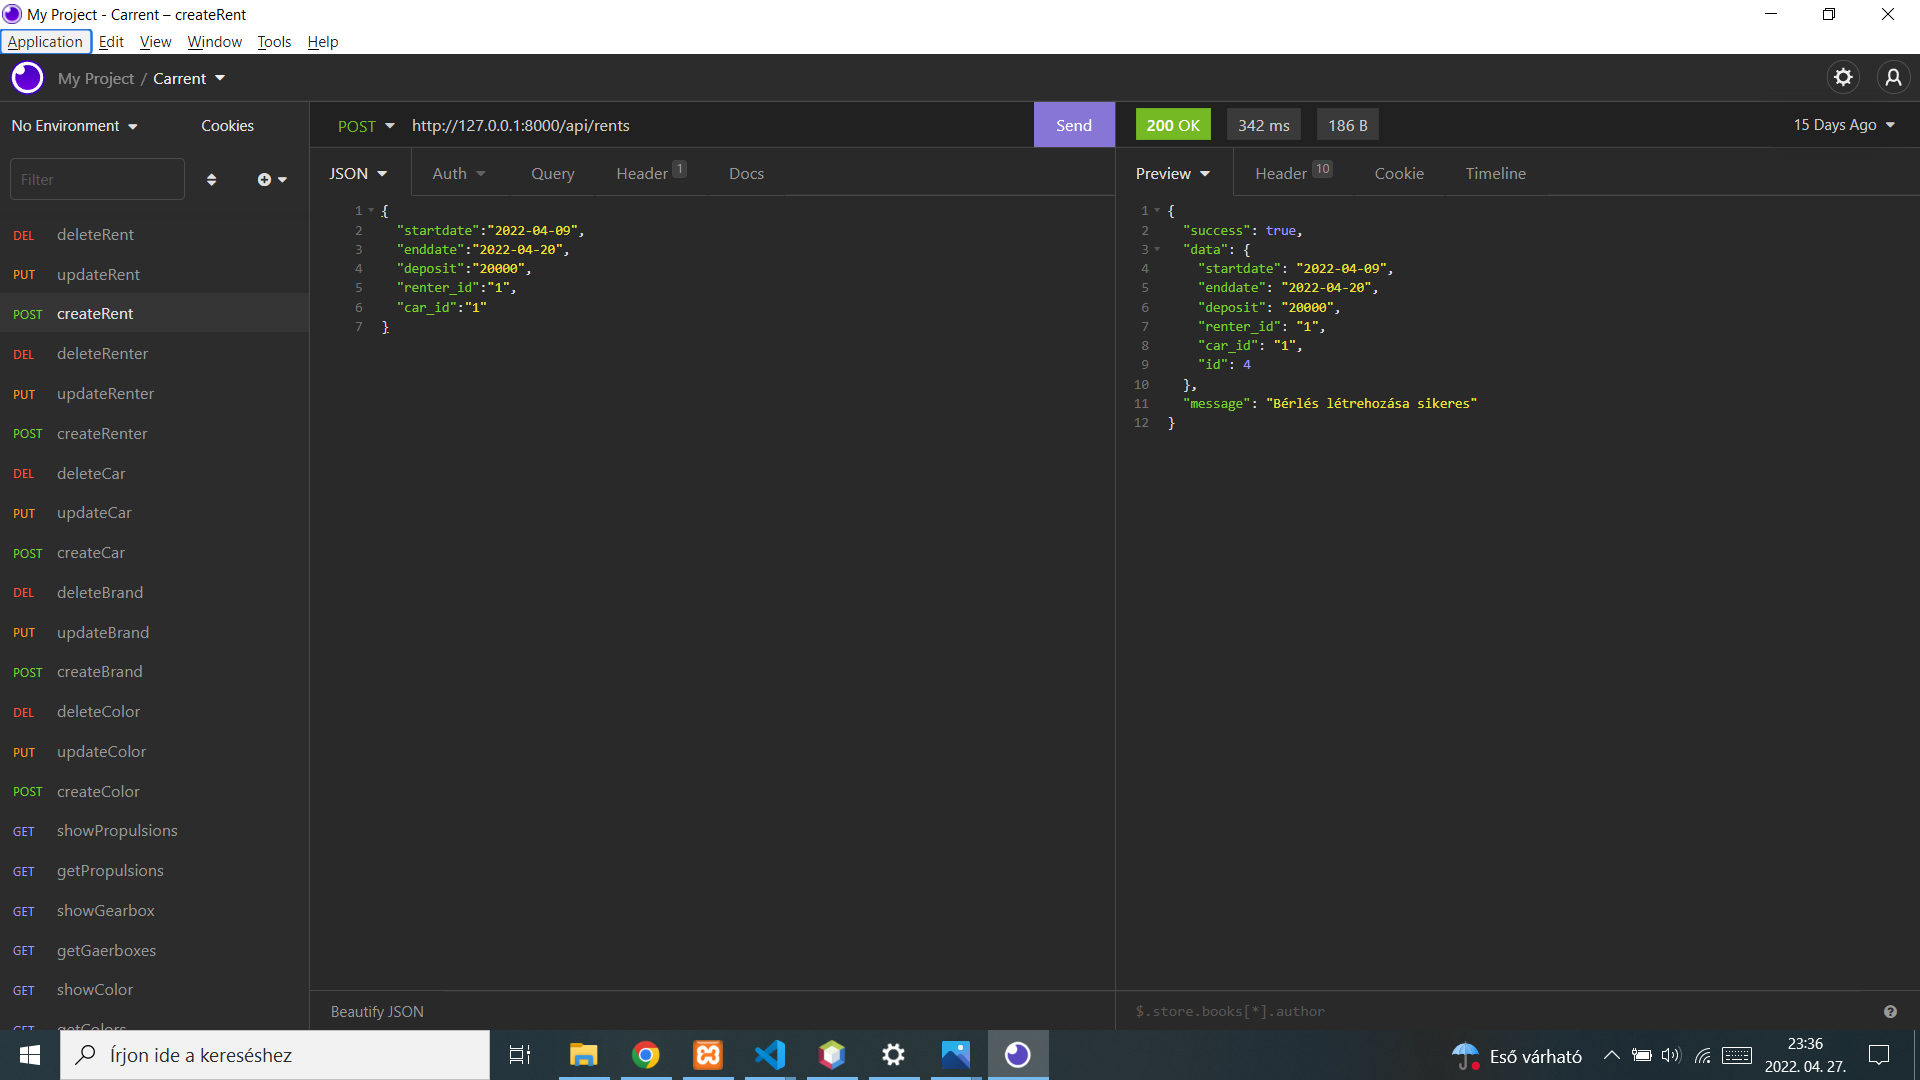 My Project - Carrent – createRent
Application Edit View Window Tools Help
My Project / Carrent
No Environment Cookies
Filter
DEL deleteRent
PUT updateRent
POST createRent
DEL deleteRenter
PUT updateRenter
POST createRenter
DEL deleteCar
PUT updateCar
POST createCar
DEL deleteBrand
PUT updateBrand
POST createBrand
DEL deleteColor
PUT updateColor
POST createColor
GET showPropulsions
GET getPropulsions
GET showGearbox
GET getGaerboxes
GET showColor
GET getColors
POST http://127.0.0.1:8000/api/rents Send
JSON Auth Query Header 1 Docs
1 {
2 "startdate":"2022-04-09",
3 "enddate":"2022-04-20",
4 "deposit":"20000",
5 "renter_id":"1",
6 "car_id":"1"
7 }
Beautify JSON
200 OK 342 ms 186 B 15 Days Ago
Preview Header 10 Cookie Timeline
1 {
2 "success": true,
3 "data": {
4 "startdate": "2022-04-09",
5 "enddate": "2022-04-20",
6 "deposit": "20000",
7 "renter_id": "1",
8 "car_id": "1",
9 "id": 4
10 },
11 "message": "Bérlés létrehozása sikeres"
12 }
$.store.books[*].author
Írjon ide a kereséshez
Eső várható
23:36
2022. 04. 27.